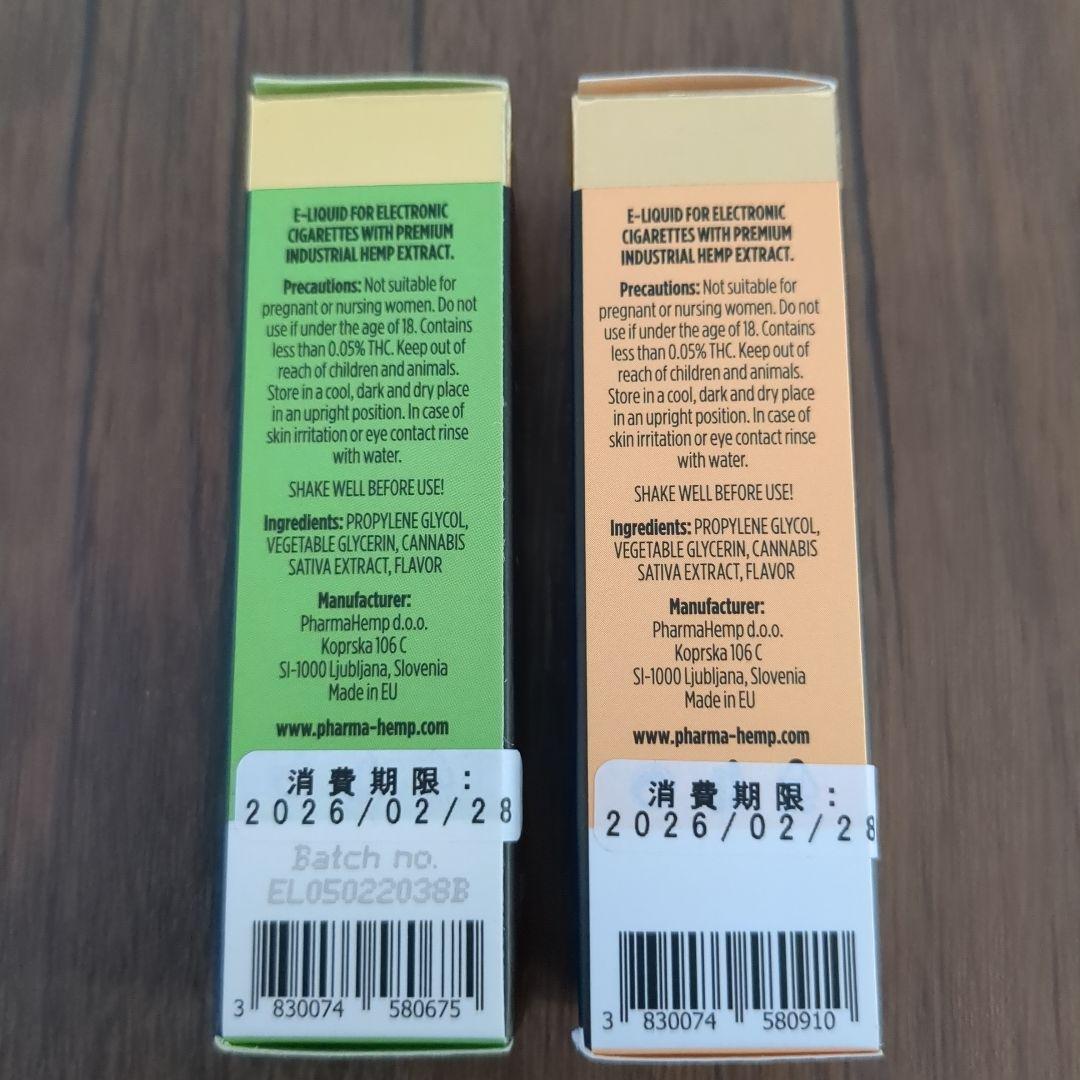 E-LIQUID FOR ELECTRONIC
CIGARETTES WITH PREMIUM
INDUSTRIAL HEMP EXTRACT.
Precautions: Not suitable for
pregnant or nursing women. Do not
use if under the age of 18. Contains
less than 0.05% THC. Keep out of
reach of children and animals.
Store in a cool, dark and dry place
in an upright position. In case of
skin irritation or eye contact rinse
with water.
SHAKE WELL BEFORE USE!
Ingredients: PROPYLENE GLYCOL,
VEGETABLE GLYCERIN, CANNABIS
SATIVA EXTRACT, FLAVOR
Manufacturer:
PharmaHemp d.o.o.
Koprska 106 C
SI-1000 Ljubljana, Slovenia
Made in EU
www.pharma-hemp.com
消費期限:
2026/02/28
Batch no.
EL05022038B
3 830074 580675
E-LIQUID FOR ELECTRONIC
CIGARETTES WITH PREMIUM
INDUSTRIAL HEMP EXTRACT.
Precautions: Not suitable for
pregnant or nursing women. Do not
use if under the age of 18. Contains
less than 0.05% THC. Keep out of
reach of children and animals.
Store in a cool, dark and dry place
in an upright position. In case of
skin irritation or eye contact rinse
with water.
SHAKE WELL BEFORE USE!
Ingredients: PROPYLENE GLYCOL,
VEGETABLE GLYCERIN, CANNABIS
SATIVA EXTRACT, FLAVOR
Manufacturer:
PharmaHemp d.o.o.
Koprska 106 C
SI-1000 Ljubljana, Slovenia
Made in EU
www.pharma-hemp.com
消費期限:
2026/02/28
3 830074 580910